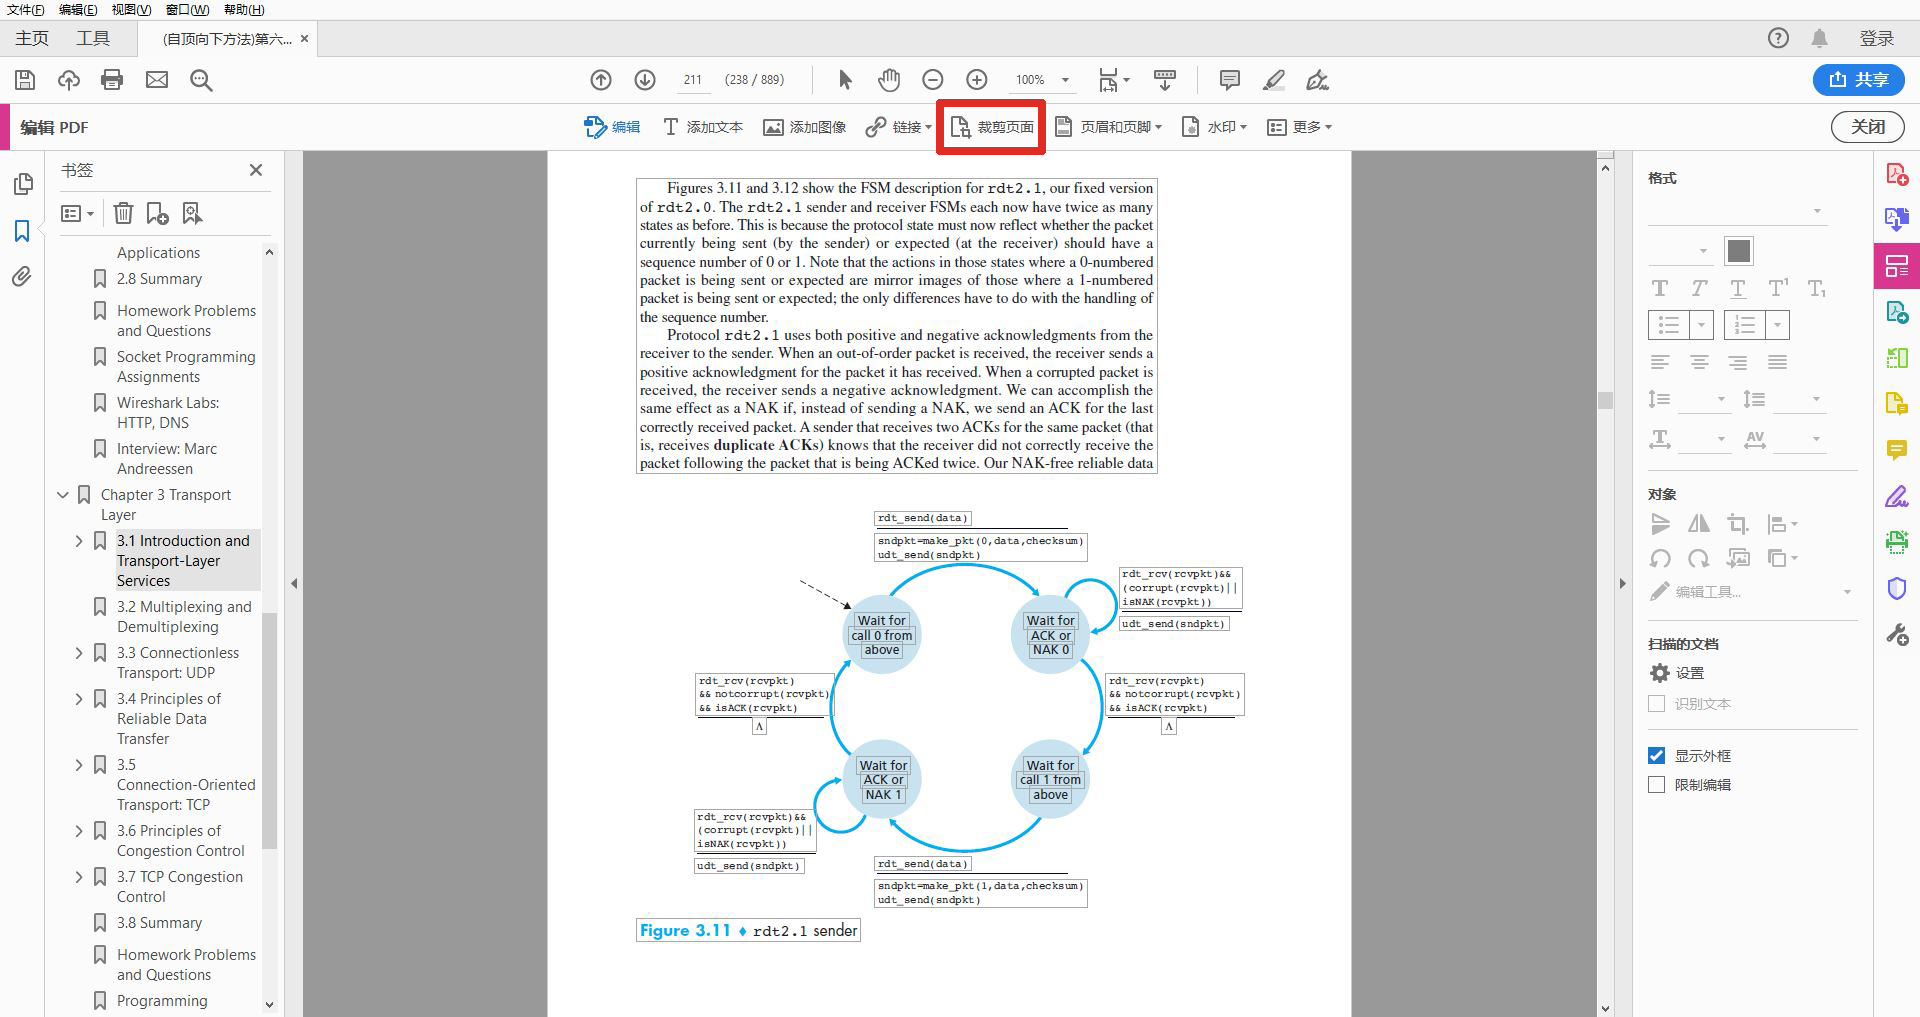 文件(F) 编辑(E) 视图(V) 窗口(W) 帮助(H)
主页 工具 (自顶向下方法)第六... × 登录
211 (238 / 889) 100% 共享
编辑 PDF 编辑 添加文本 添加图像 链接 裁剪页面 页眉和页脚 水印 更多 关闭
书签
Applications
2.8 Summary
Homework Problems
and Questions
Socket Programming
Assignments
Wireshark Labs:
HTTP, DNS
Interview: Marc
Andreessen
Chapter 3 Transport
Layer
3.1 Introduction and
Transport-Layer
Services
3.2 Multiplexing and
Demultiplexing
3.3 Connectionless
Transport: UDP
3.4 Principles of
Reliable Data
Transfer
3.5
Connection-Oriented
Transport: TCP
3.6 Principles of
Congestion Control
3.7 TCP Congestion
Control
3.8 Summary
Homework Problems
and Questions
Programming
Figures 3.11 and 3.12 show the FSM description for rdt2.1, our fixed version
of rdt2.0. The rdt2.1 sender and receiver FSMs each now have twice as many
states as before. This is because the protocol state must now reflect whether the packet
currently being sent (by the sender) or expected (at the receiver) should have a
sequence number of 0 or 1. Note that the actions in those states where a 0-numbered
packet is being sent or expected are mirror images of those where a 1-numbered
packet is being sent or expected; the only differences have to do with the handling of
the sequence number.
Protocol rdt2.1 uses both positive and negative acknowledgments from the
receiver to the sender. When an out-of-order packet is received, the receiver sends a
positive acknowledgment for the packet it has received. When a corrupted packet is
received, the receiver sends a negative acknowledgment. We can accomplish the
same effect as a NAK if, instead of sending a NAK, we send an ACK for the last
correctly received packet. A sender that receives two ACKs for the same packet (that
is, receives duplicate ACKs) knows that the receiver did not correctly receive the
packet following the packet that is being ACKed twice. Our NAK-free reliable data
rdt_send(data)
sndpkt=make_pkt(0,data,checksum)
udt_send(sndpkt)
rdt_rcv(rcvpkt)&&
(corrupt(rcvpkt)||
isNAK(rcvpkt))
udt_send(sndpkt)
Wait for
call 0 from
above
Wait for
ACK or
NAK 0
rdt_rcv(rcvpkt)
&& notcorrupt(rcvpkt)
&& isACK(rcvpkt)
Λ
rdt_rcv(rcvpkt)
&& notcorrupt(rcvpkt)
&& isACK(rcvpkt)
Λ
Wait for
ACK or
NAK 1
Wait for
call 1 from
above
rdt_rcv(rcvpkt)&&
(corrupt(rcvpkt)||
isNAK(rcvpkt))
udt_send(sndpkt)
rdt_send(data)
sndpkt=make_pkt(1,data,checksum)
udt_send(sndpkt)
Figure 3.11 ♦ rdt2.1 sender
格式
对象
编辑工具...
扫描的文档
设置
识别文本
显示外框
限制编辑